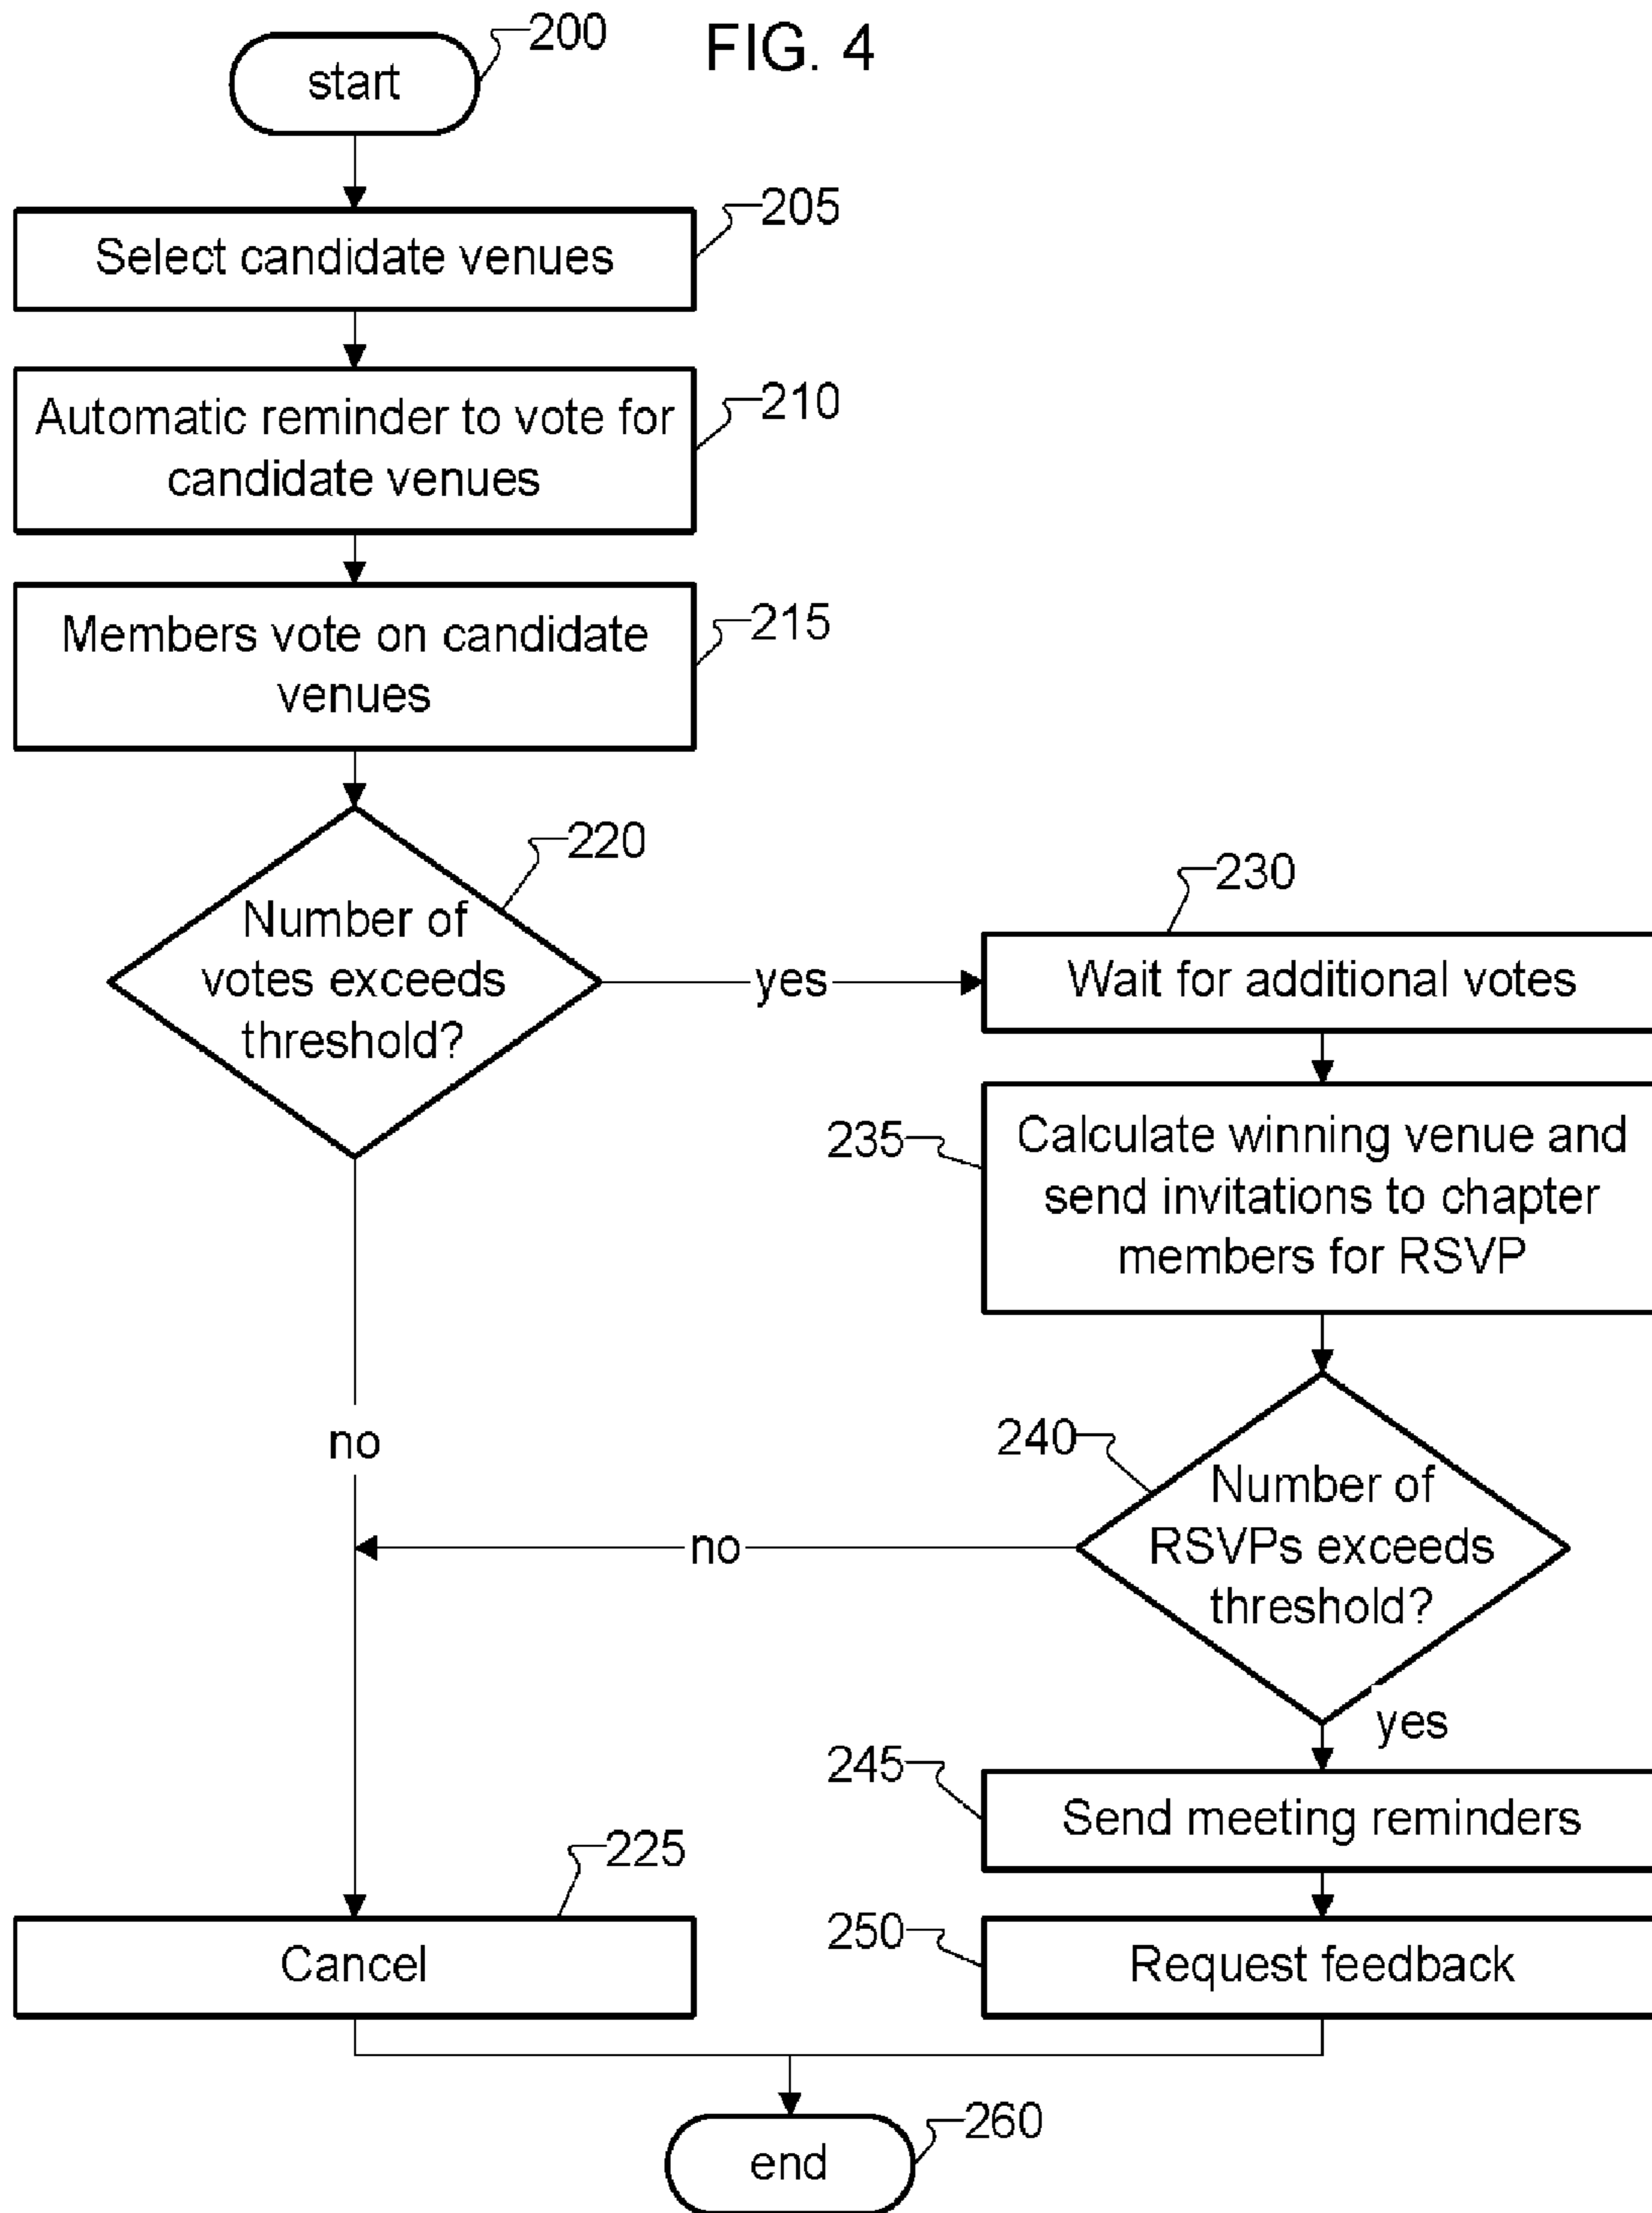 FIG. 4
200
start
205
Select candidate venues
210
Automatic reminder to vote for
candidate venues
215
Members vote on candidate
venues
220
Number of
votes exceeds
threshold?
yes
no
230
Wait for additional votes
235
Calculate winning venue and
send invitations to chapter
members for RSVP
240
Number of
RSVPs exceeds
threshold?
no
yes
245
Send meeting reminders
225
Cancel
250
Request feedback
260
end